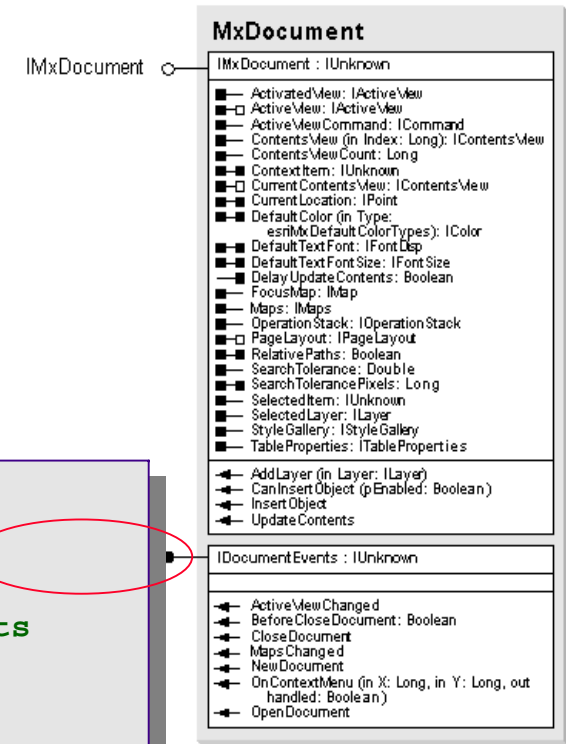 MxDocument
IMxDocument
IMxDocument : IUnknown
ActivatedView: IActiveView
ActiveView: IActiveView
ActiveViewCommand: ICommand
ContentsView (in Index: Long): IContentsView
ContentsViewCount: Long
ContextItem: IUnknown
CurrentContentsView: IContentsView
CurrentLocation: IPoint
DefaultColor (in Type:
esriMxDefaultColorTypes): IColor
DefaultTextFont: IFontDisp
DefaultTextFontSize: IFontSize
DelayUpdateContents: Boolean
FocusMap: IMap
Maps: IMaps
OperationStack: IOperationStack
PageLayout: IPageLayout
RelativePaths: Boolean
SearchTolerance: Double
SearchTolerancePixels: Long
SelectedItem: IUnknown
SelectedLayer: ILayer
StyleGallery: IStyleGallery
TableProperties: ITableProperties
AddLayer (in Layer: ILayer)
CanInsertObject (pEnabled: Boolean)
InsertObject
UpdateContents
IDocumentEvents : IUnknown
ActiveViewChanged
BeforeCloseDocument: Boolean
CloseDocument
MapsChanged
NewDocument
OnContextMenu (in X: Long, in Y: Long, out
handled: Boolean)
OpenDocument
ts